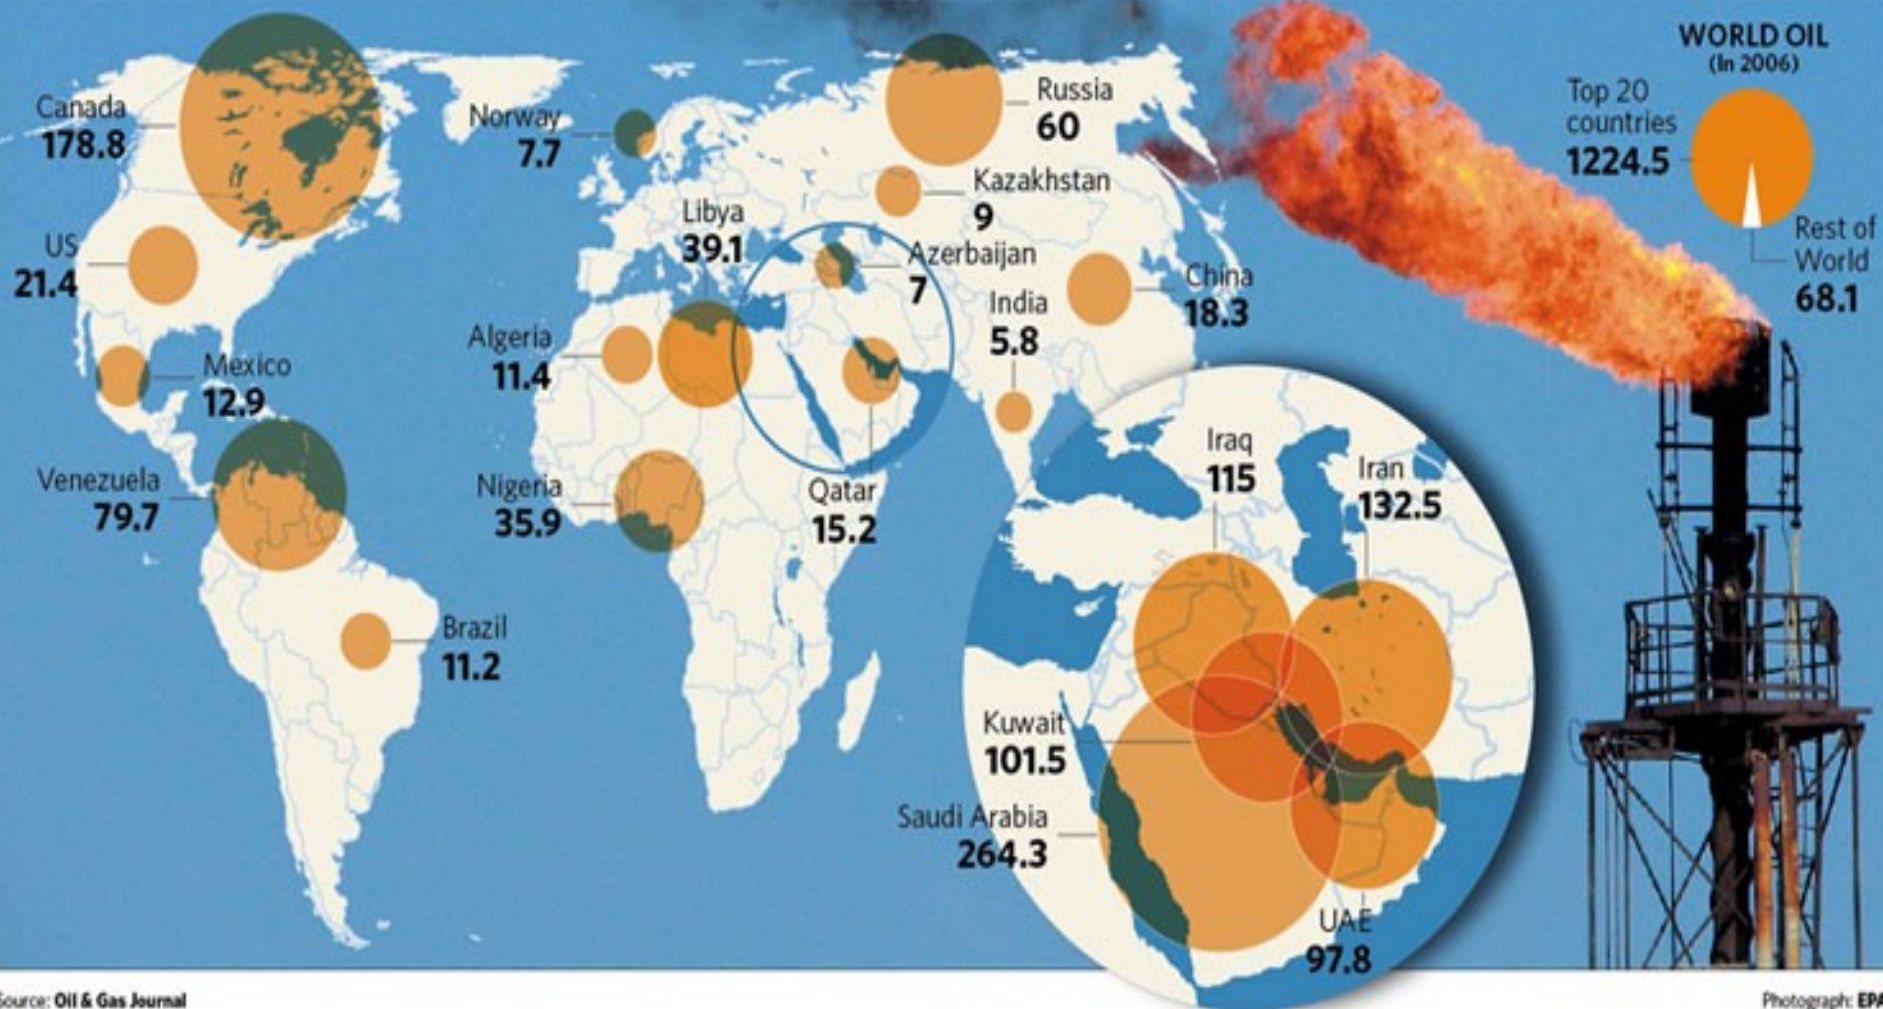 WORLD OIL
(In 2006)
Top 20
countries
1224.5
Rest of
World
68.1
Canada
178.8
US
21.4
Mexico
12.9
Venezuela
79.7
Brazil
11.2
Norway
7.7
Libya
39.1
Algeria
11.4
Nigeria
35.9
Russia
60
Kazakhstan
9
Azerbaijan
7
India
5.8
China
18.3
Qatar
15.2
Iraq
115
Iran
132.5
Kuwait
101.5
Saudi Arabia
264.3
UAE
97.8
Source: Oil & Gas Journal
Photograph: EPA